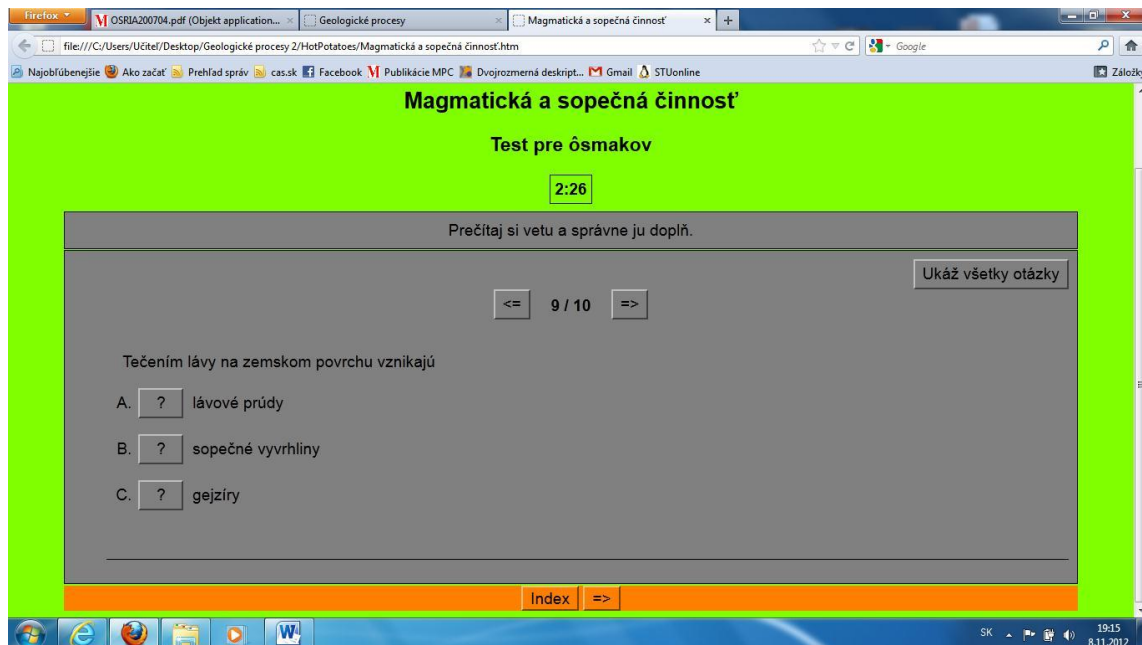 Firefox
OSRIA200704.pdf (Objekt application... × Geologické procesy × Magmatická a sopečná činnosť × +
file:///C:/Users/Učiteľ/Desktop/Geologické procesy 2/HotPotatoes/Magmatická a sopečná činnosť.htm Google
Najobľúbenejšie Ako začať Prehľad správ cas.sk Facebook Publikácie MPC Dvojrozmerná deskript... Gmail STUonline Záložky
Magmatická a sopečná činnosť
Test pre ôsmakov
2:26
Prečítaj si vetu a správne ju doplň.
Ukáž všetky otázky
<= 9 / 10 =>
Tečením lávy na zemskom povrchu vznikajú
A. ? lávové prúdy
B. ? sopečné vyvrhliny
C. ? gejzíry
Index =>
SK 19:15
8.11.2012